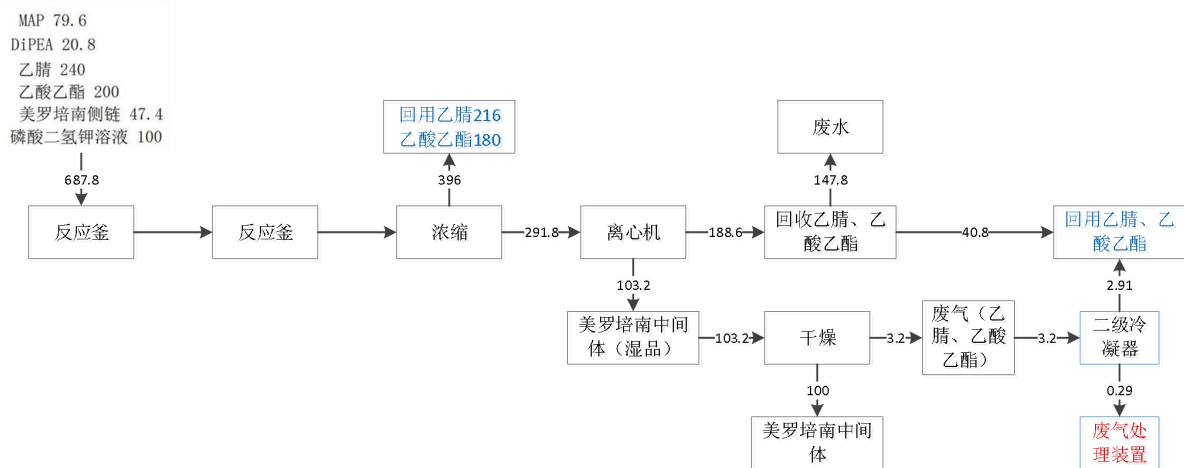 MAP 79.6
DiPEA 20.8
乙腈 240
乙酸乙酯 200
美罗培南侧链 47.4
磷酸二氢钾溶液 100
687.8
反应釜
反应釜
浓缩
396
回用乙腈216
乙酸乙酯180
291.8
离心机
188.6
回收乙腈、乙
酸乙酯
147.8
废水
40.8
回用乙腈、乙
酸乙酯
103.2
美罗培南中间
体（湿品）
103.2
干燥
3.2
废气（乙
腈、乙酸
乙酯）
3.2
二级冷
凝器
2.91
100
美罗培南中间
体
0.29
废气处
理装置